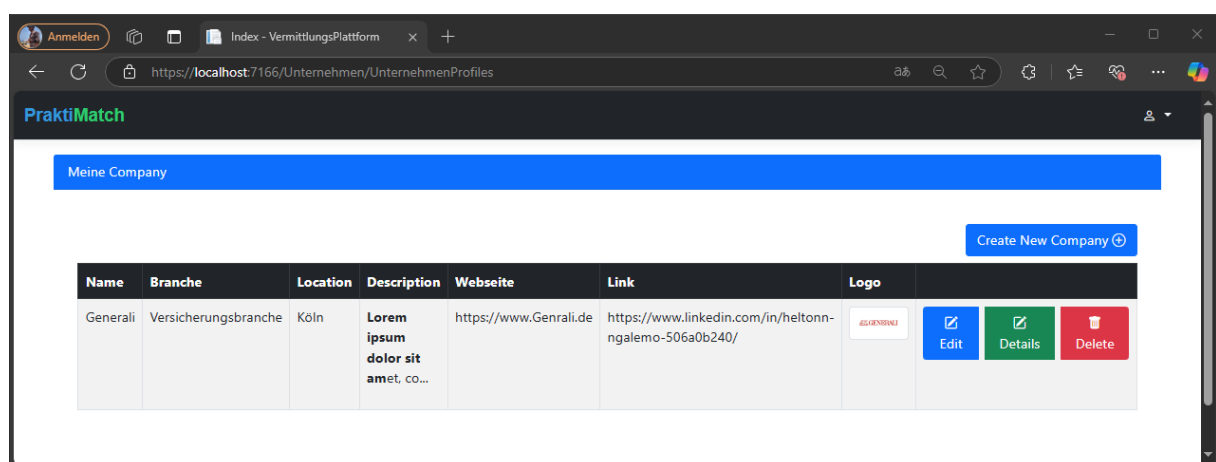 Anmelden
Index - VermittlungsPlattform
https://localhost:7166/Unternehmen/UnternehmenProfiles
PraktiMatch
Meine Company
Create New Company
Name Branche Location Description Webseite Link Logo
Generali Versicherungsbranche Köln Lorem https://www.Genrali.de https://www.linkedin.com/in/heltonn- GENERALI
ipsum ngalemo-506a0b240/
dolor sit
amet, co...
Edit Details Delete